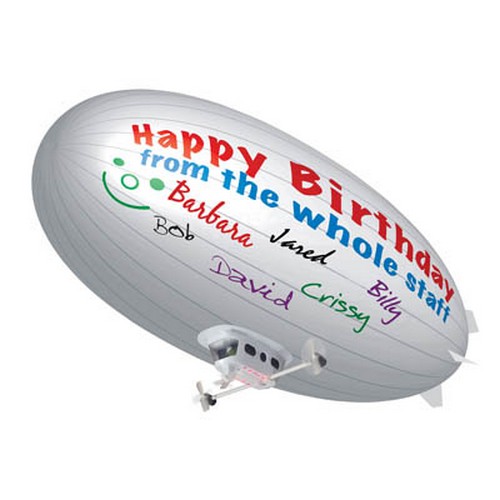 Happy Birthday
from the whole staff
Barbara Jared Billy
Bob David Crissy